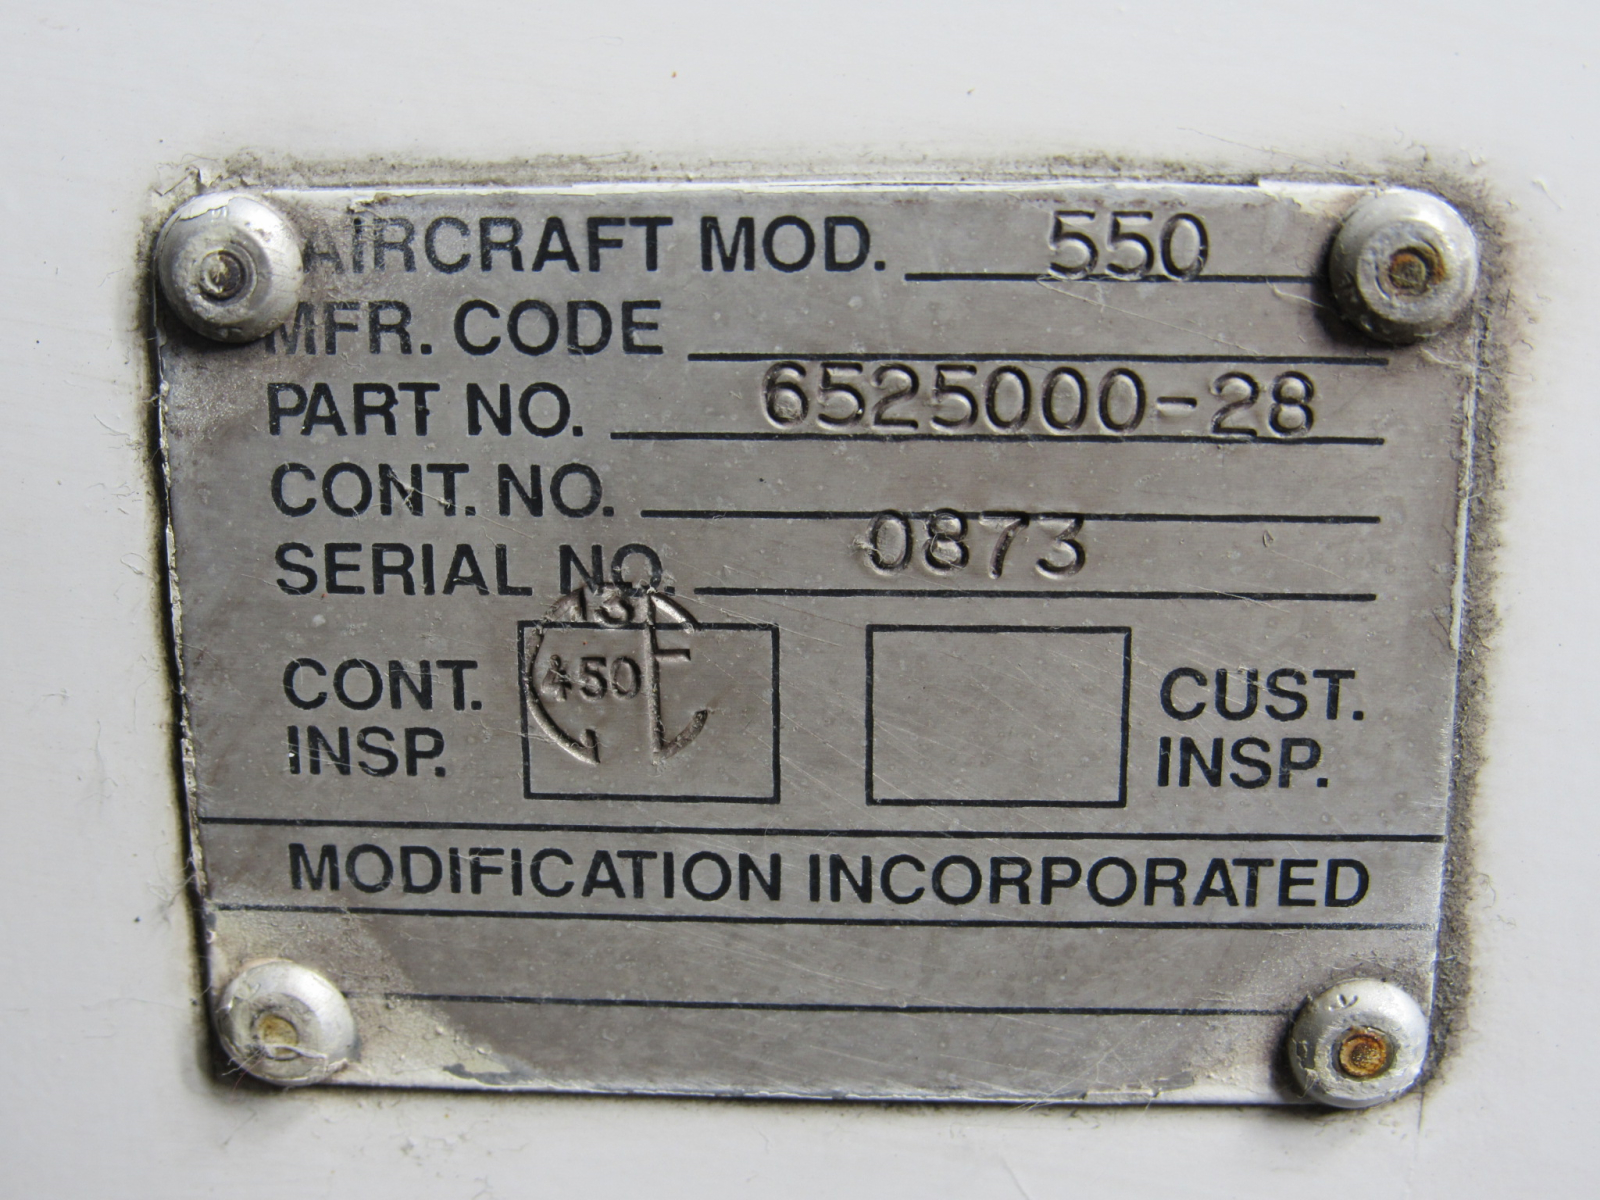 AIRCRAFT MOD. 550
MFR. CODE
PART NO. 6525000-28
CONT. NO.
SERIAL NO. 0873
13
450
CONT. INSP.
CUST. INSP.
MODIFICATION INCORPORATED